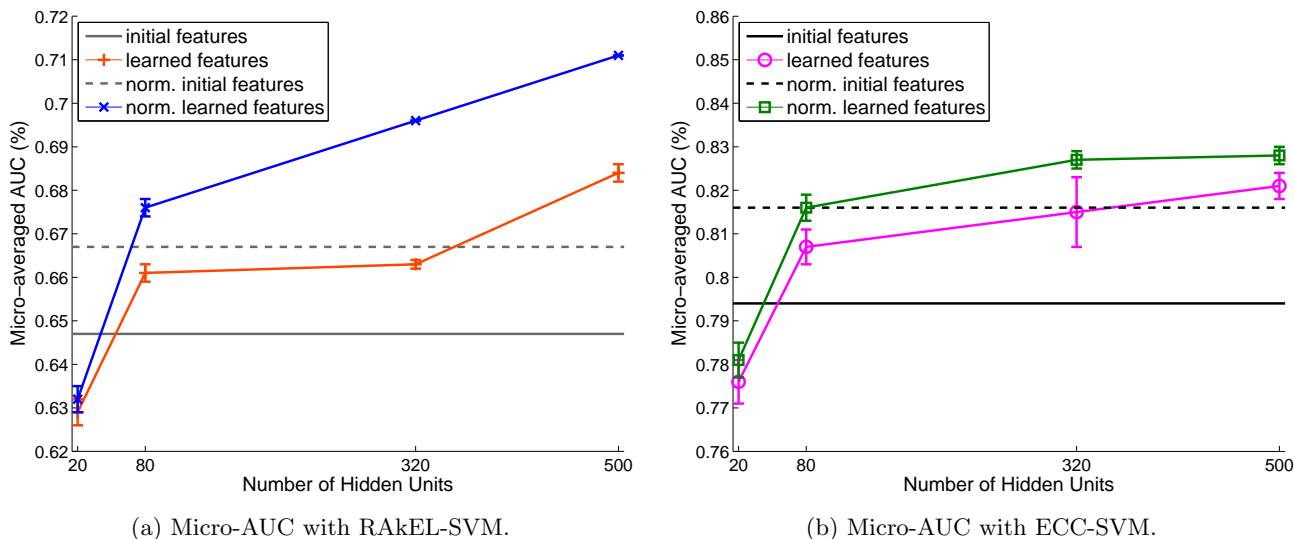 0.72
0.71
0.7
0.69
0.68
0.67
0.66
0.65
0.64
0.63
0.62
Micro−averaged AUC (%)
initial features
learned features
norm. initial features
norm. learned features
20
80
320
500
Number of Hidden Units
(a) Micro-AUC with RAkEL-SVM.
0.86
0.85
0.84
0.83
0.82
0.81
0.8
0.79
0.78
0.77
0.76
Micro−averaged AUC (%)
initial features
learned features
norm. initial features
norm. learned features
20
80
320
500
Number of Hidden Units
(b) Micro-AUC with ECC-SVM.